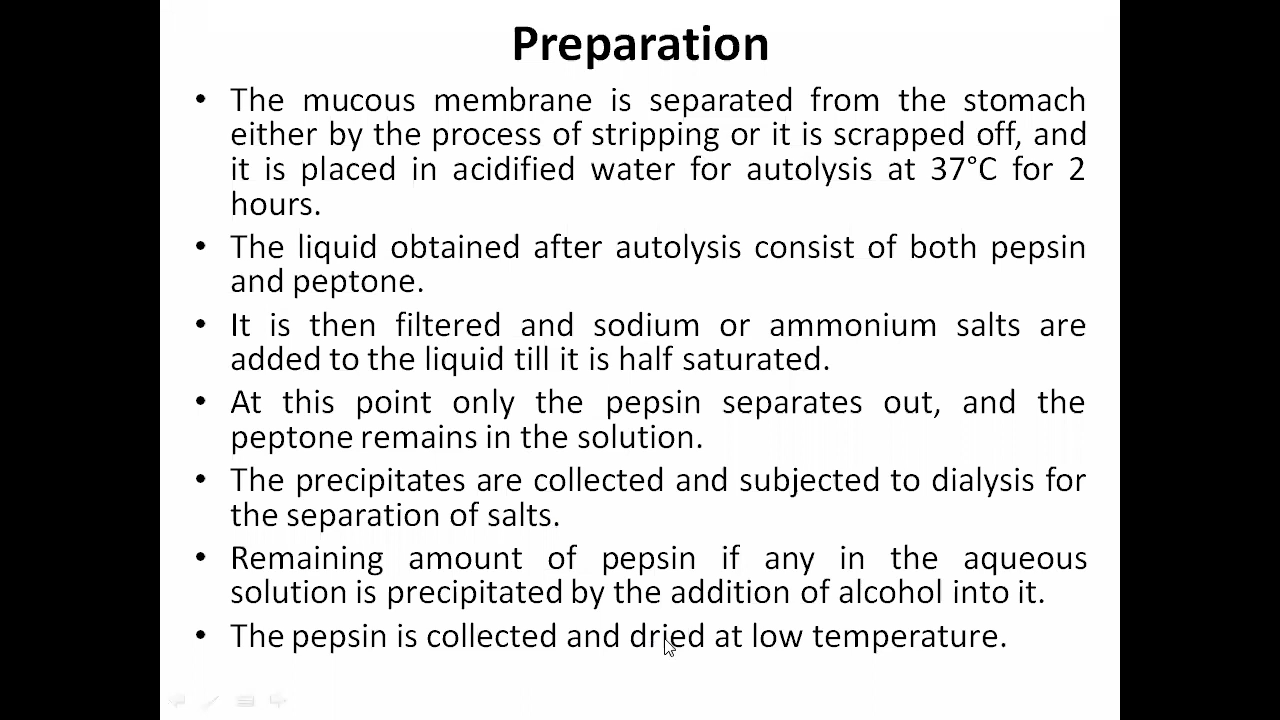 Preparation
• The mucous membrane is separated from the stomach
either by the process of stripping or it is scrapped off, and
it is placed in acidified water for autolysis at 37°C for 2
hours.
• The liquid obtained after autolysis consist of both pepsin
and peptone.
• It is then filtered and sodium or ammonium salts are
added to the liquid till it is half saturated.
• At this point only the pepsin separates out, and the
peptone remains in the solution.
• The precipitates are collected and subjected to dialysis for
the separation of salts.
• Remaining amount of pepsin if any in the aqueous
solution is precipitated by the addition of alcohol into it.
• The pepsin is collected and dried at low temperature.